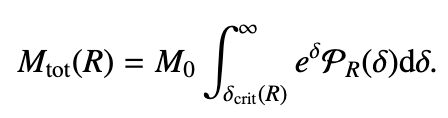 M_tot(R) = M_0 ∫_{δ_crit(R)}^∞ e^δ 𝒫_R(δ)dδ.